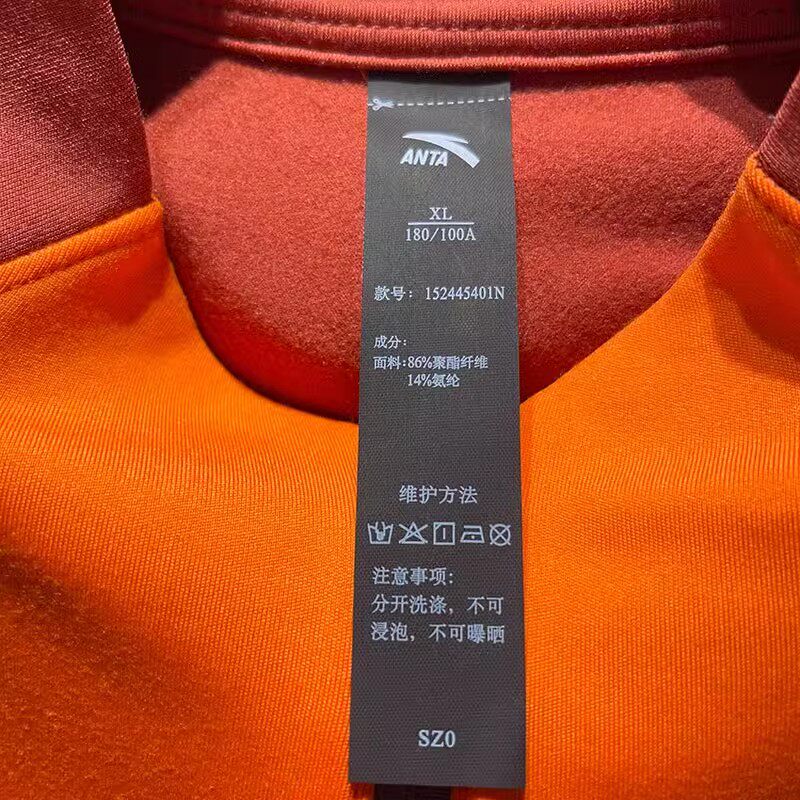 ANTA
XL
180/100A
款号: 152445401N
成分:
面料:86%聚酯纤维
14%氨纶
维护方法
注意事项:
分开洗涤, 不可
浸泡, 不可曝晒
SZ0